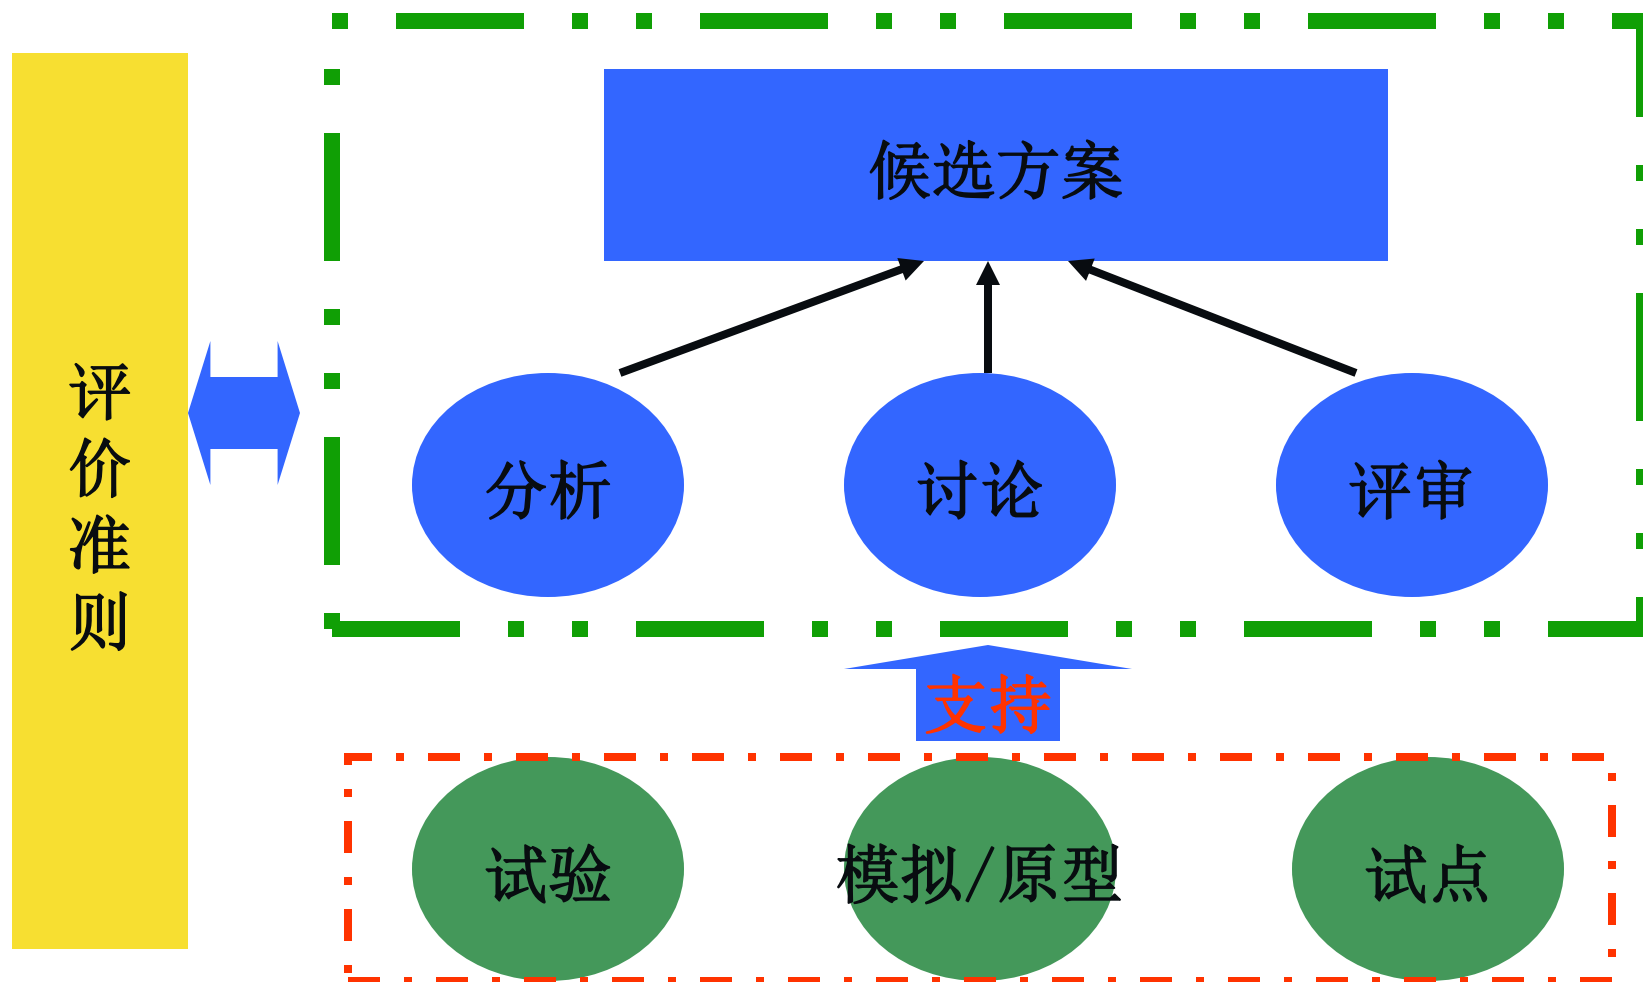 评价准则
候选方案
分析
讨论
评审
支持
试验
模拟/原型
试点